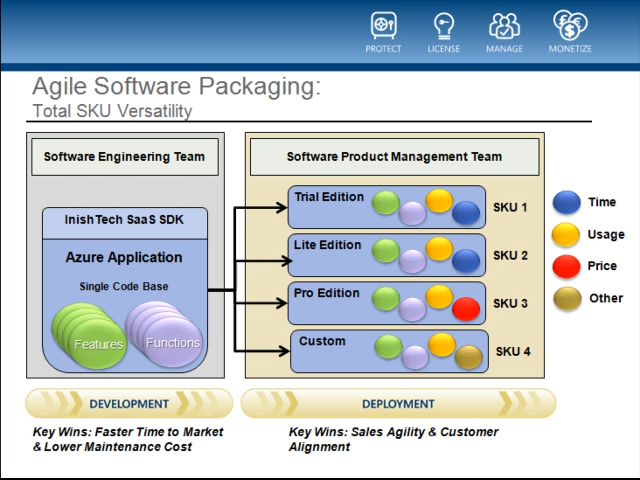 PROTECT
LICENSE
MANAGE
MONETIZE
Agile Software Packaging:
Total SKU Versatility
Software Engineering Team
Software Product Management Team
InishTech SaaS SDK
Azure Application
Single Code Base
Features
Functions
Trial Edition
SKU 1
Lite Edition
SKU 2
Pro Edition
SKU 3
Custom
SKU 4
Time
Usage
Price
Other
DEVELOPMENT
DEPLOYMENT
Key Wins: Faster Time to Market
& Lower Maintenance Cost
Key Wins: Sales Agility & Customer
Alignment